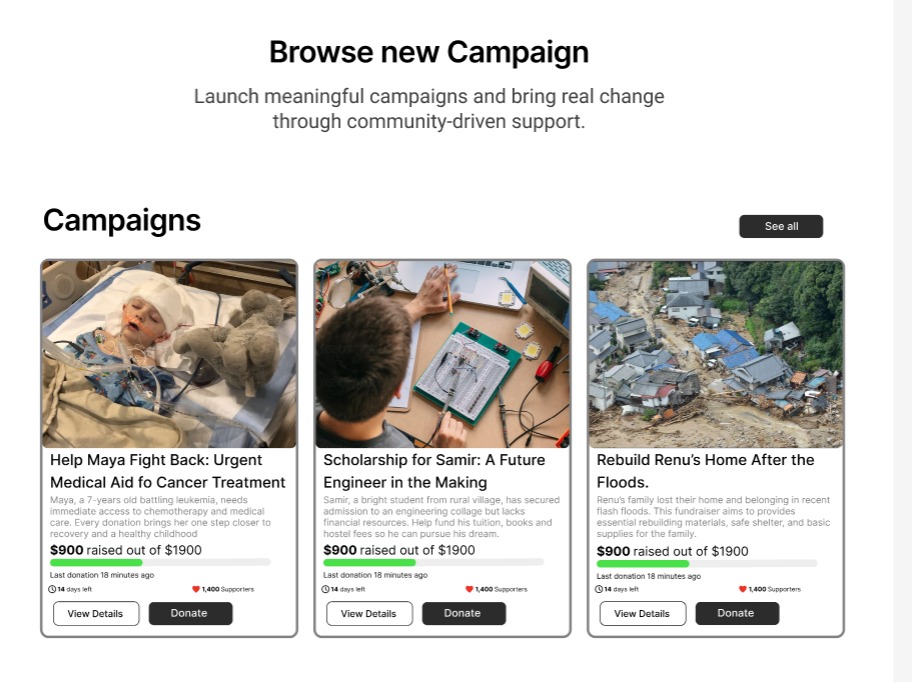 Browse new Campaign
Launch meaningful campaigns and bring real change
through community-driven support.
Campaigns
See all
Help Maya Fight Back: Urgent
Medical Aid fo Cancer Treatment
Maya, a 7-years old battling leukemia, needs
immediate access to chemotherapy and medical
care. Every donation brings her one step closer to
recovery and a healthy childhood
$900 raised out of $1900
Last donation 18 minutes ago
14 days left
1,400 Supporters
View Details
Donate
Scholarship for Samir: A Future
Engineer in the Making
Samir, a bright student from rural village, has secured
admission to an engineering collage but lacks
financial resources. Help fund his tuition, books and
hostel fees so he can pursue his dream.
$900 raised out of $1900
Last donation 18 minutes ago
14 days left
1,400 Supporters
View Details
Donate
Rebuild Renu's Home After the
Floods.
Renu's family lost their home and belonging in recent
flash floods. This fundraiser aims to provides
essential rebuilding materials, safe shelter, and basic
supplies for the family.
$900 raised out of $1900
Last donation 18 minutes ago
14 days left
1,400 Supporters
View Details
Donate